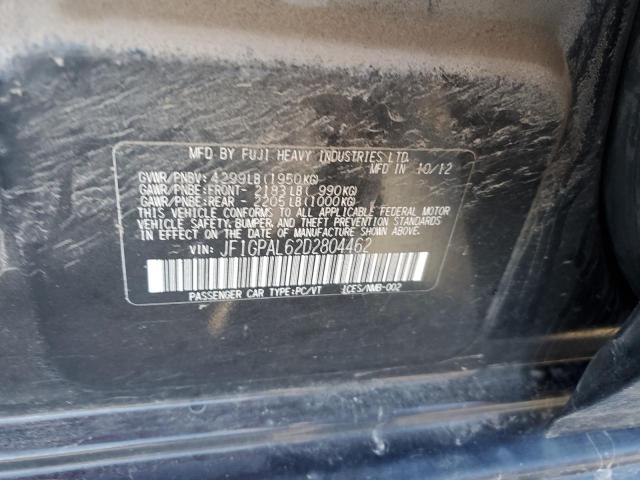 MFD BY FUJI HEAVY INDUSTRIES LTD.
MFD IN 10/12
GVWR/PNBV: 4299LB(1950KG)
GAWR/PNBE:FRONT- 2183LB( 990KG)
GAWR/PNBE:REAR - 2205LB(1000KG)
THIS VEHICLE CONFORMS TO ALL APPLICABLE FEDERAL MOTOR
VEHICLE SAFETY,BUMPER, AND THEFT PREVENTION STANDARDS
IN EFFECT ON THE DATE OF MANUFACTURE SHOWN ABOVE.
VIN: JF1GPAL62D2804462
PASSENGER CAR TYPE:PC/VT 1CES/NMB-002